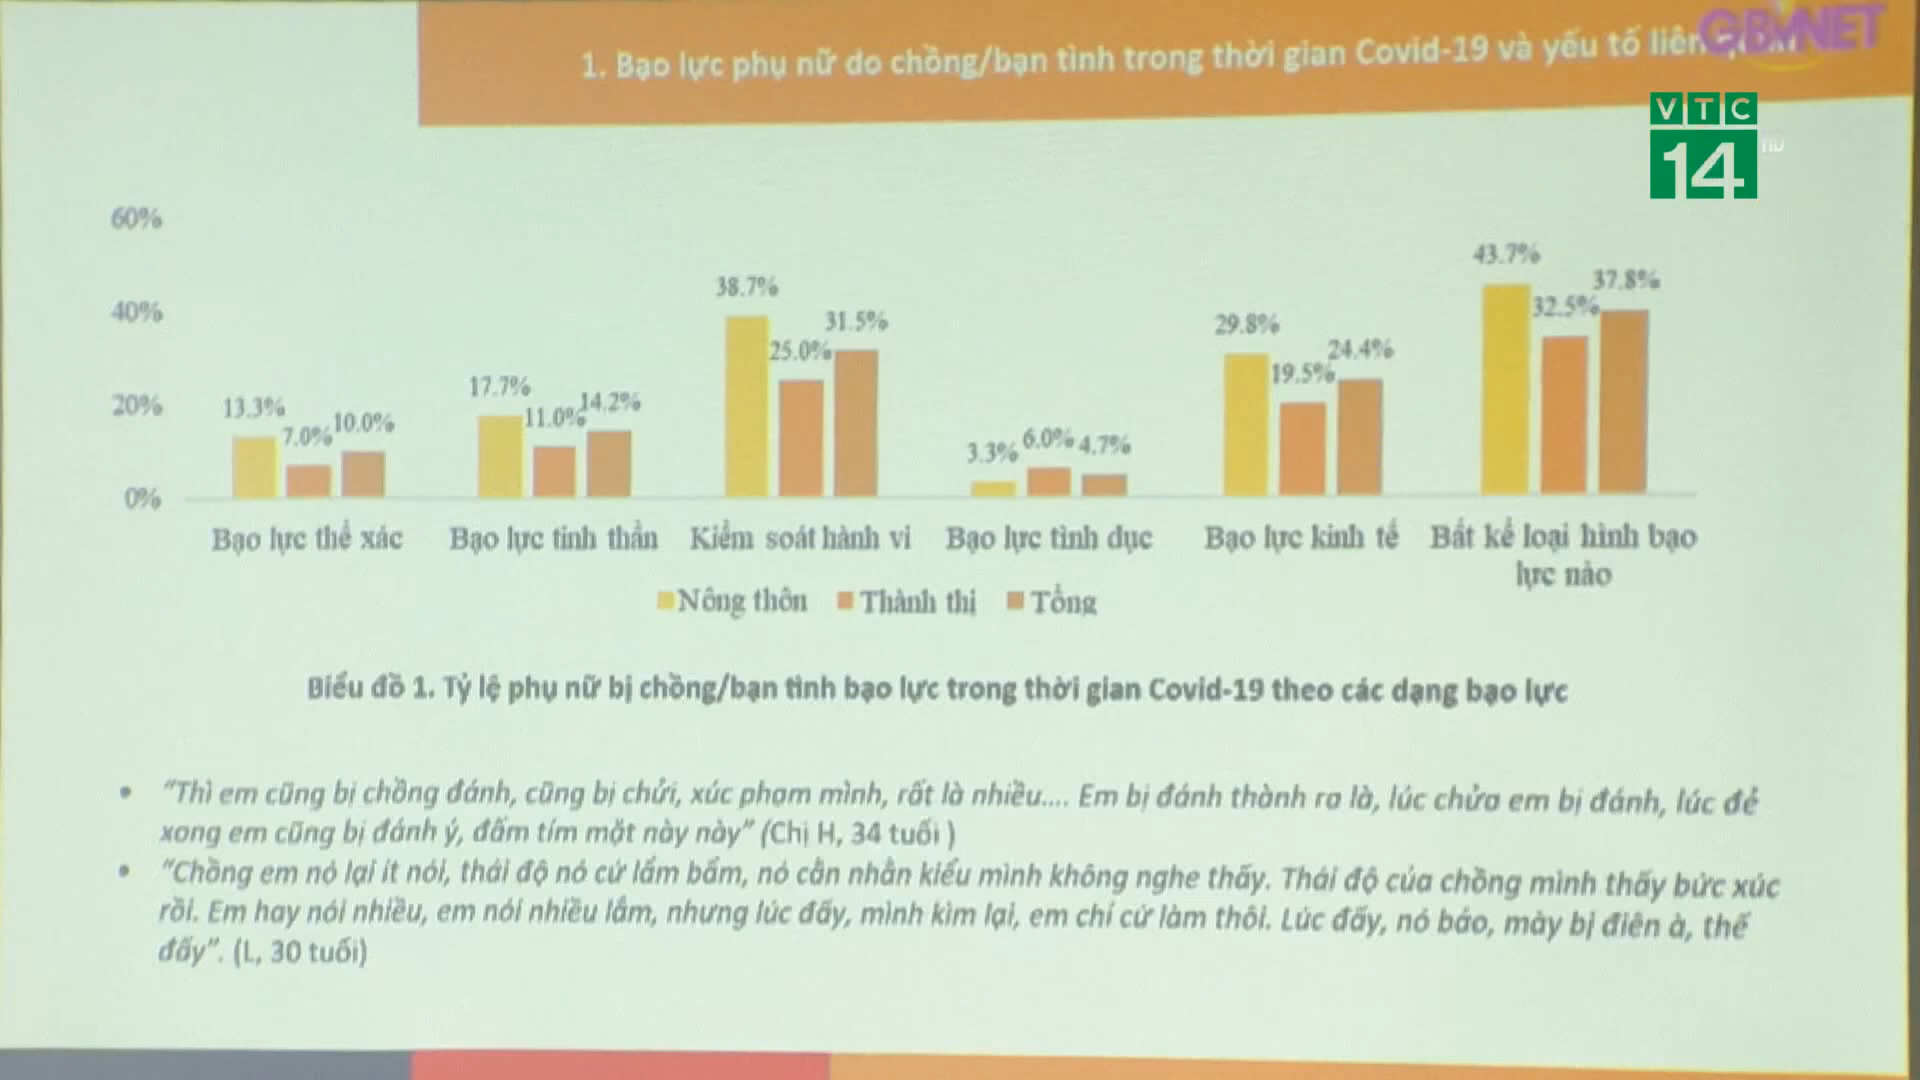 GBVNET
1. Bạo lực phụ nữ do chồng/bạn tình trong thời gian Covid-19 và yếu tố liên
VTC
14
HD
60%
40%
20%
0%
13.3%
7.0%
10.0%
17.7%
11.0%
14.2%
38.7%
25.0%
31.5%
3.3%
6.0%
4.7%
29.8%
19.5%
24.4%
43.7%
32.5%
37.8%
Bạo lực thể xác
Bạo lực tinh thần
Kiểm soát hành vi
Bạo lực tình dục
Bạo lực kinh tế
Bất kể loại hình bạo
lực nào
Nông thôn
Thành thị
Tổng
Biểu đồ 1. Tỷ lệ phụ nữ bị chồng/bạn tình bạo lực trong thời gian Covid-19 theo các dạng bạo lực
• “Thì em cũng bị chồng đánh, cũng bị chửi, xúc phạm mình, rất là nhiều.... Em bị đánh thành ra là, lúc chửa em bị đánh, lúc đẻ
xong em cũng bị đánh ý, đấm tím mặt này này” (Chị H, 34 tuổi )
• “Chồng em nó lại ít nói, thái độ nó cứ lẩm bẩm, nó cằn nhằn kiểu mình không nghe thấy. Thái độ của chồng mình thấy bức xúc
rồi. Em hay nói nhiều, em nói nhiều lắm, nhưng lúc đấy, mình kìm lại, em chỉ cứ làm thôi. Lúc đấy, nó bảo, mày bị điên à, thế
đấy”. (L, 30 tuổi)